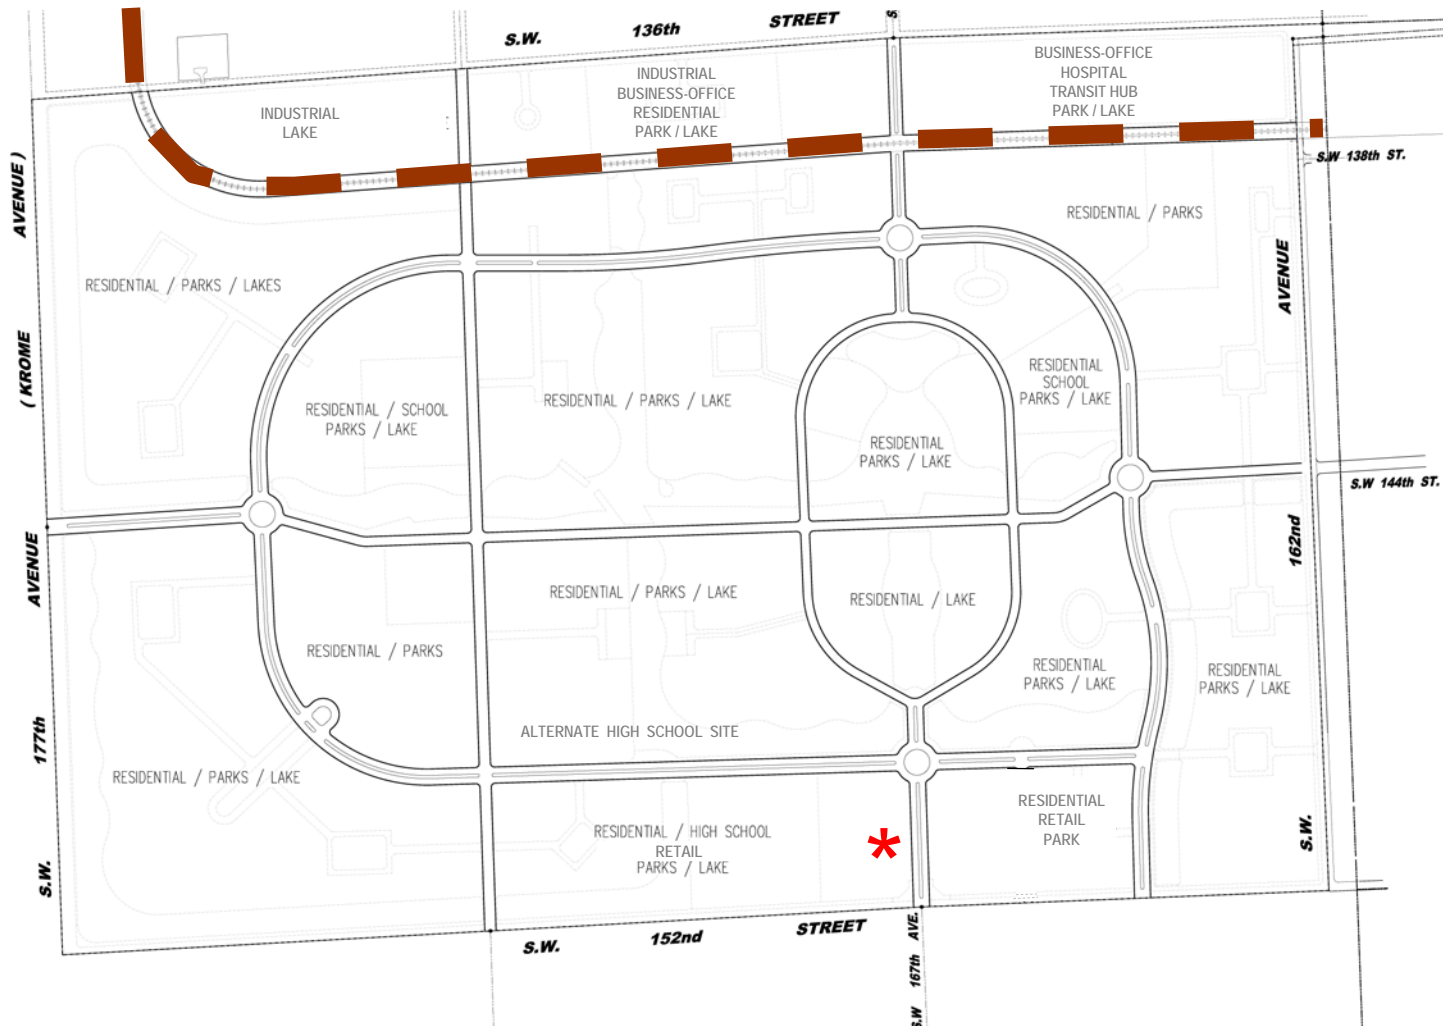 S.W. 136th STREET
S
INDUSTRIAL
LAKE
INDUSTRIAL
BUSINESS-OFFICE
RESIDENTIAL
PARK / LAKE
BUSINESS-OFFICE
HOSPITAL
TRANSIT HUB
PARK / LAKE
S.W 138th ST.
RESIDENTIAL / PARKS
RESIDENTIAL / PARKS / LAKES
RESIDENTIAL / SCHOOL
PARKS / LAKE
RESIDENTIAL / PARKS / LAKE
RESIDENTIAL
PARKS / LAKE
RESIDENTIAL
SCHOOL
PARKS / LAKE
S.W 144th ST.
RESIDENTIAL / PARKS / LAKE
RESIDENTIAL / LAKE
RESIDENTIAL / PARKS
RESIDENTIAL
PARKS / LAKE
RESIDENTIAL
PARKS / LAKE
ALTERNATE HIGH SCHOOL SITE
RESIDENTIAL / PARKS / LAKE
RESIDENTIAL / HIGH SCHOOL
RETAIL
PARKS / LAKE
*
RESIDENTIAL
RETAIL
PARK
S.W. 152nd STREET
S.W. 177th AVENUE ( KROME AVENUE )
S.W. 162nd AVENUE
S.W 167th AVE.